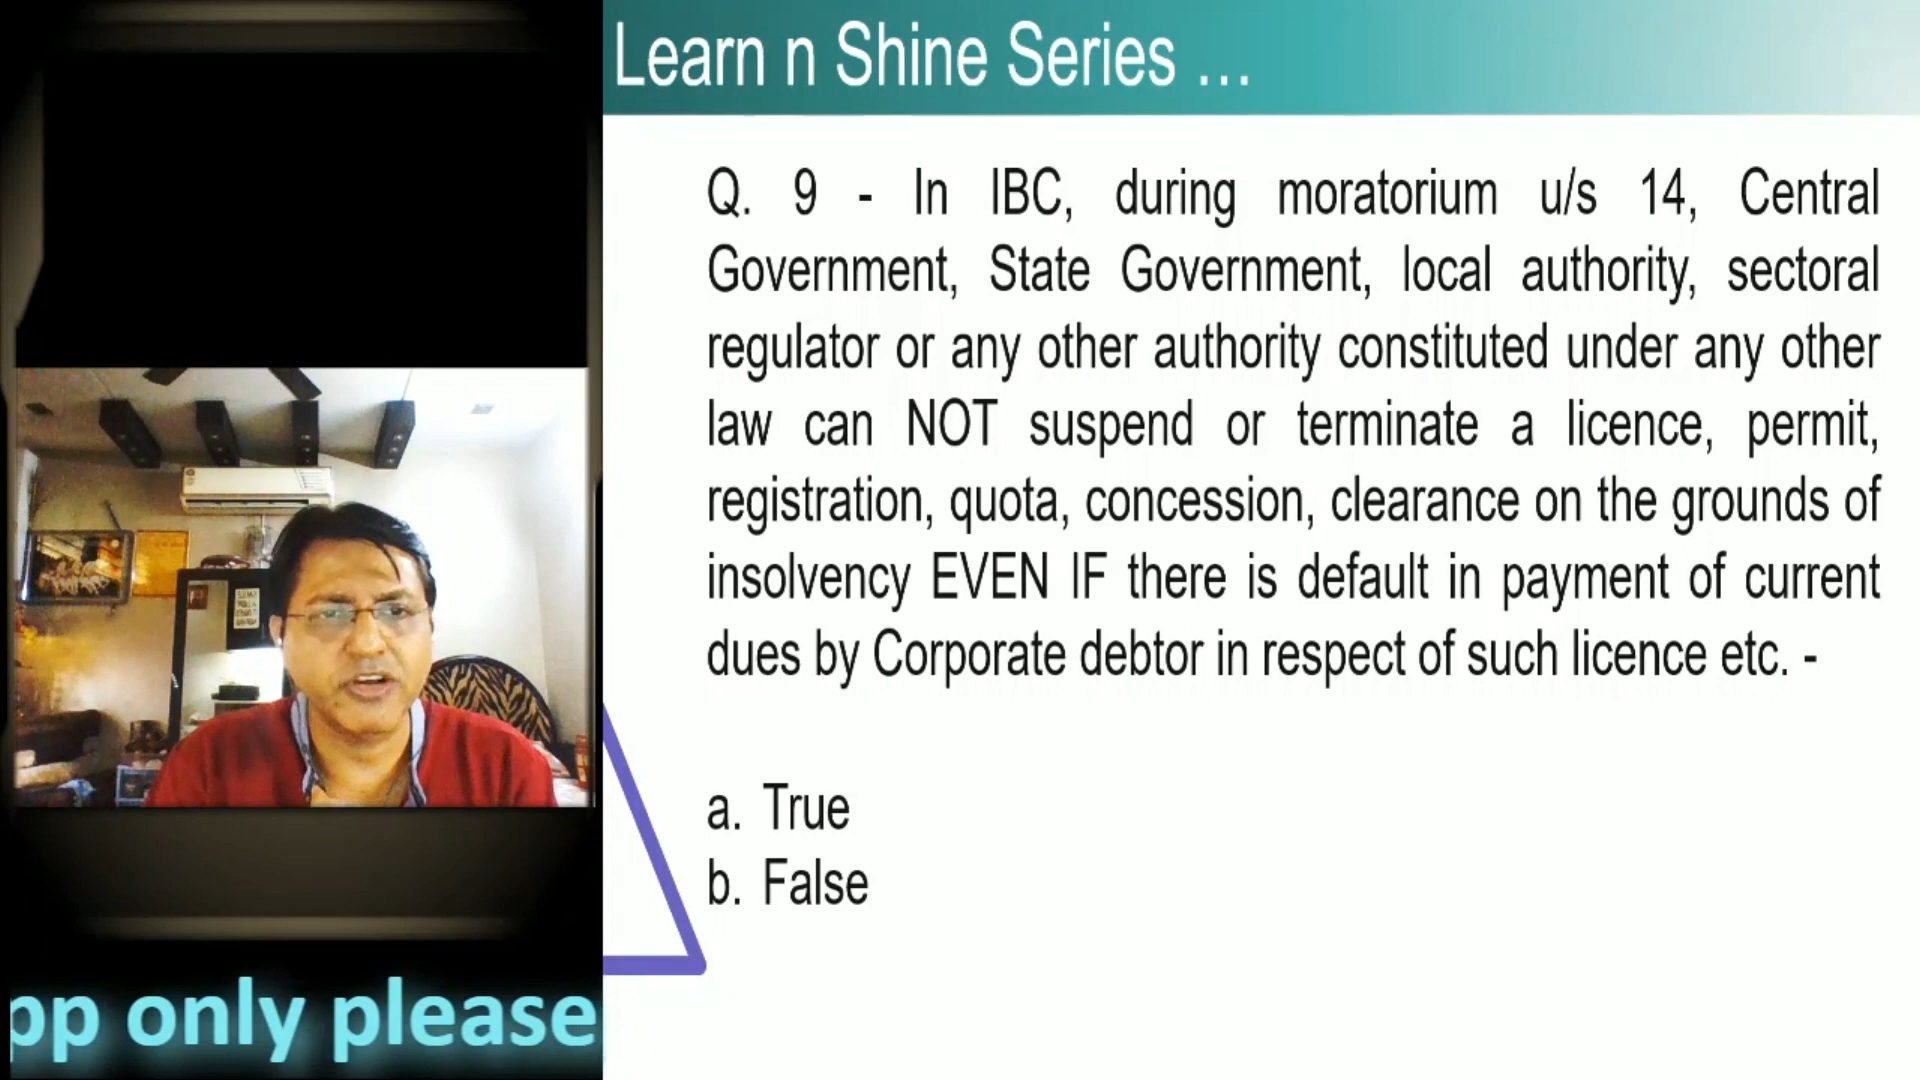 Learn n Shine Series ...
Q. 9 - In IBC, during moratorium u/s 14, Central
Government, State Government, local authority, sectoral
regulator or any other authority constituted under any other
law can NOT suspend or terminate a licence, permit,
registration, quota, concession, clearance on the grounds of
insolvency EVEN IF there is default in payment of current
dues by Corporate debtor in respect of such licence etc. -
a. True
b. False
pp only please